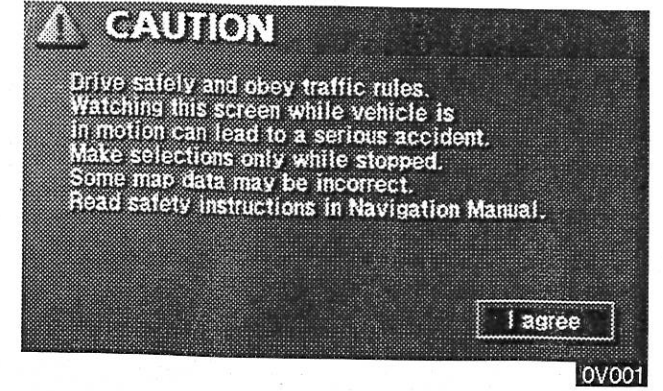 CAUTION
Drive safely and obey traffic rules.
Watching this screen while vehicle is
in motion can lead to a serious accident.
Make selections only while stopped.
Some map data may be incorrect.
Read safety instructions in Navigation Manual.
I agree
0V001